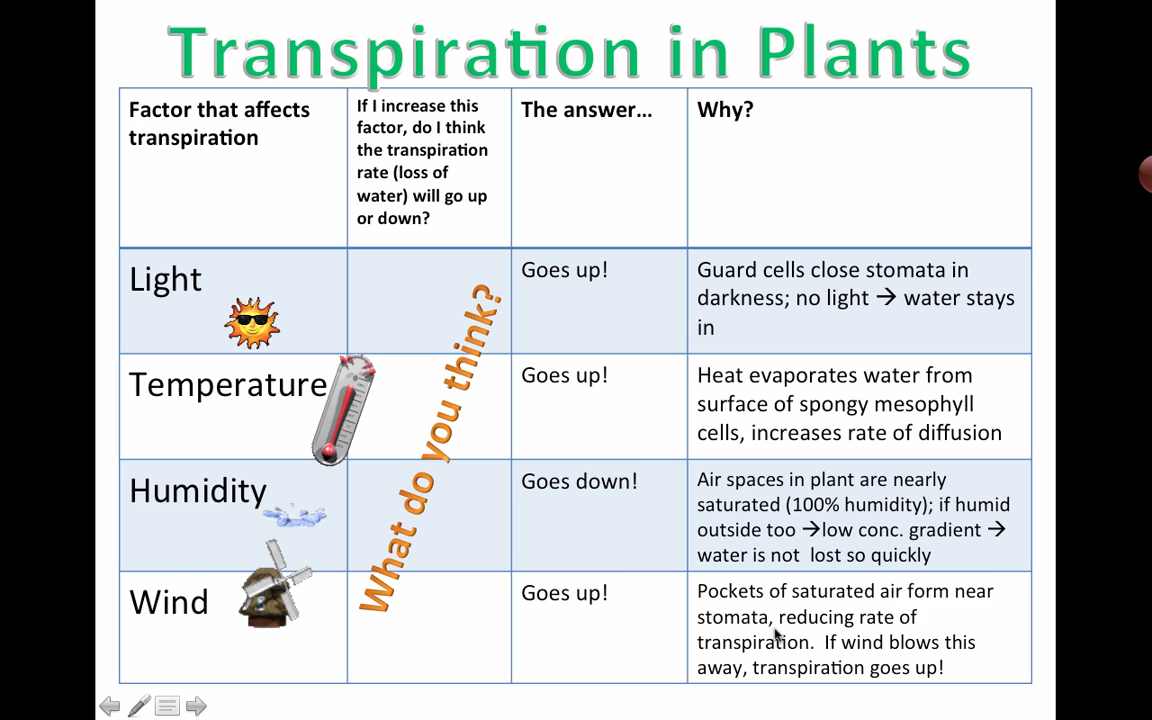 Transpiration in Plants
Factor that affects
transpiration
If I increase this
factor, do I think
the transpiration
rate (loss of
water) will go up
or down?
The answer...
Why?
Light
Goes up!
Guard cells close stomata in
darkness; no light → water stays
in
Temperature
Goes up!
Heat evaporates water from
surface of spongy mesophyll
cells, increases rate of diffusion
Humidity
Goes down!
Air spaces in plant are nearly
saturated (100% humidity); if humid
outside too →low conc. gradient →
water is not  lost so quickly
Wind
Goes up!
Pockets of saturated air form near
stomata, reducing rate of
transpiration.  If wind blows this
away, transpiration goes up!
What do you think?